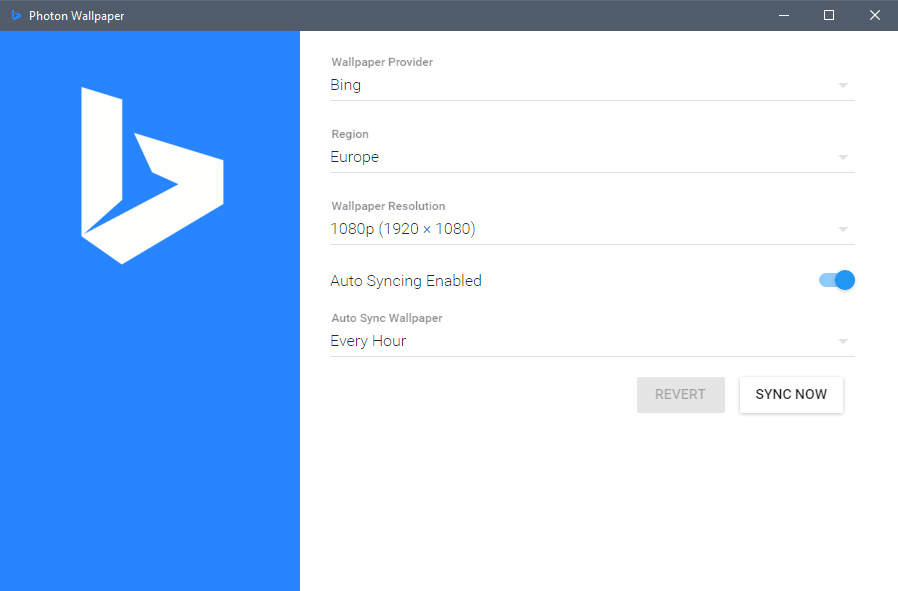 Photon Wallpaper
Wallpaper Provider
Bing
Region
Europe
Wallpaper Resolution
1080p (1920 × 1080)
Auto Syncing Enabled
Auto Sync Wallpaper
Every Hour
REVERT
SYNC NOW